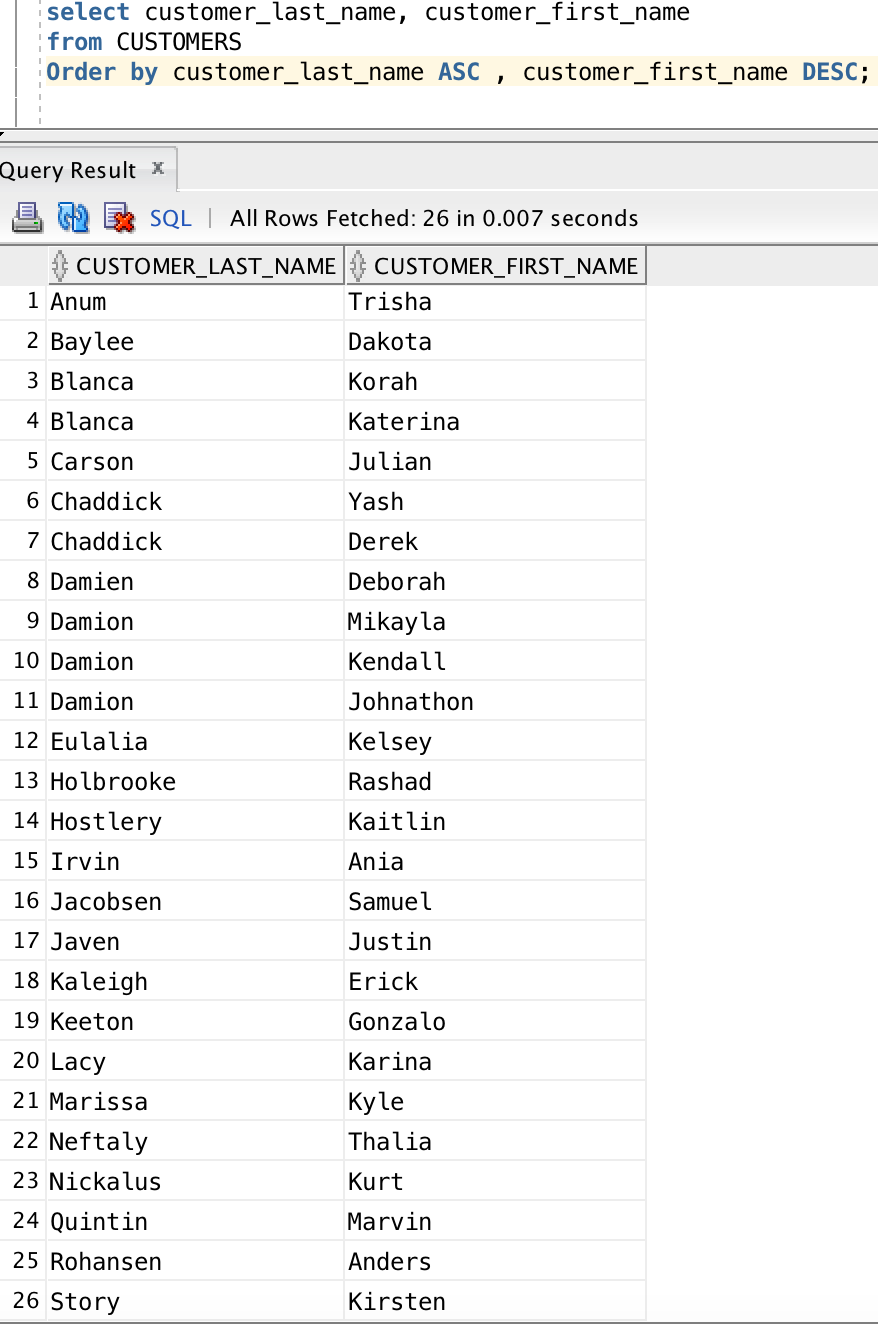 select customer_last_name, customer_first_name
from CUSTOMERS
Order by customer_last_name ASC , customer_first_name DESC;
Query Result x
SQL | All Rows Fetched: 26 in 0.007 seconds
CUSTOMER_LAST_NAME CUSTOMER_FIRST_NAME
1 Anum Trisha
2 Baylee Dakota
3 Blanca Korah
4 Blanca Katerina
5 Carson Julian
6 Chaddick Yash
7 Chaddick Derek
8 Damien Deborah
9 Damion Mikayla
10 Damion Kendall
11 Damion Johnathon
12 Eulalia Kelsey
13 Holbrooke Rashad
14 Hostlery Kaitlin
15 Irvin Ania
16 Jacobsen Samuel
17 Javen Justin
18 Kaleigh Erick
19 Keeton Gonzalo
20 Lacy Karina
21 Marissa Kyle
22 Neftaly Thalia
23 Nickalus Kurt
24 Quintin Marvin
25 Rohansen Anders
26 Story Kirsten